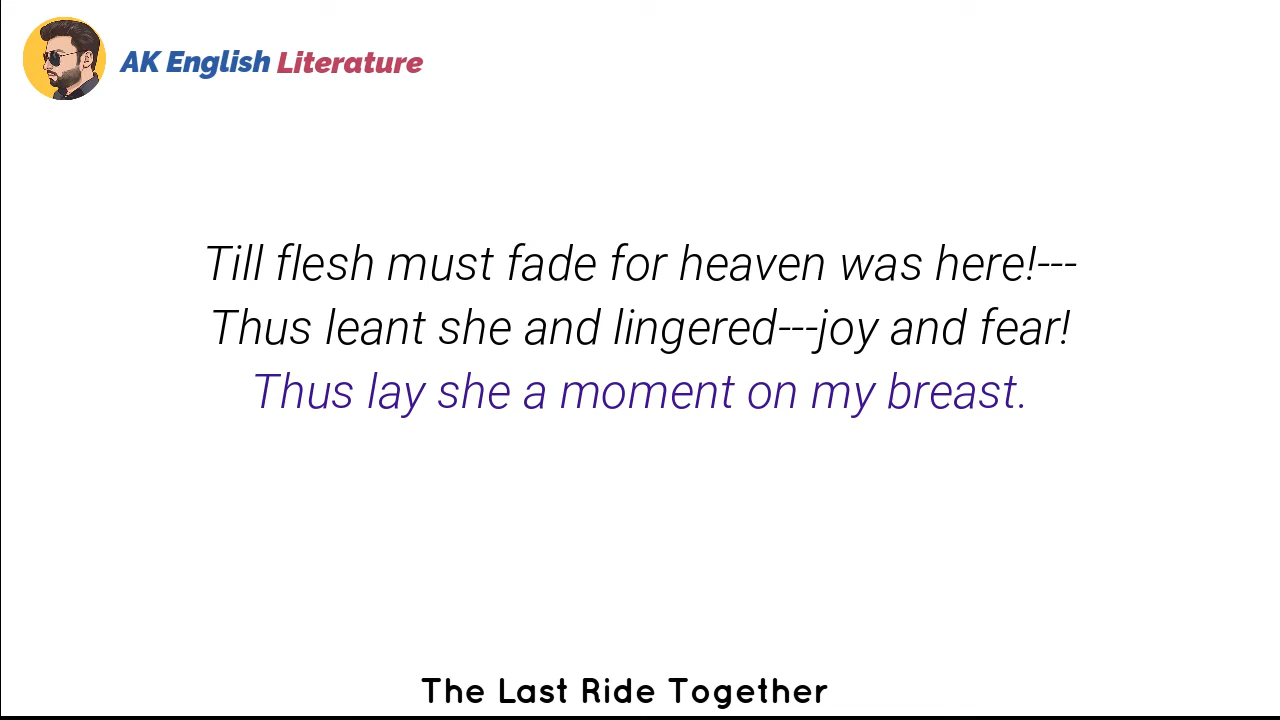 AK English Literature
Till flesh must fade for heaven was here!---
Thus leant she and lingered---joy and fear!
Thus lay she a moment on my breast.
The Last Ride Together